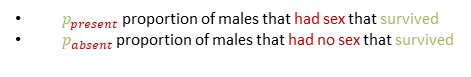 • p_present proportion of males that had sex that survived
• p_absent proportion of males that had no sex that survived